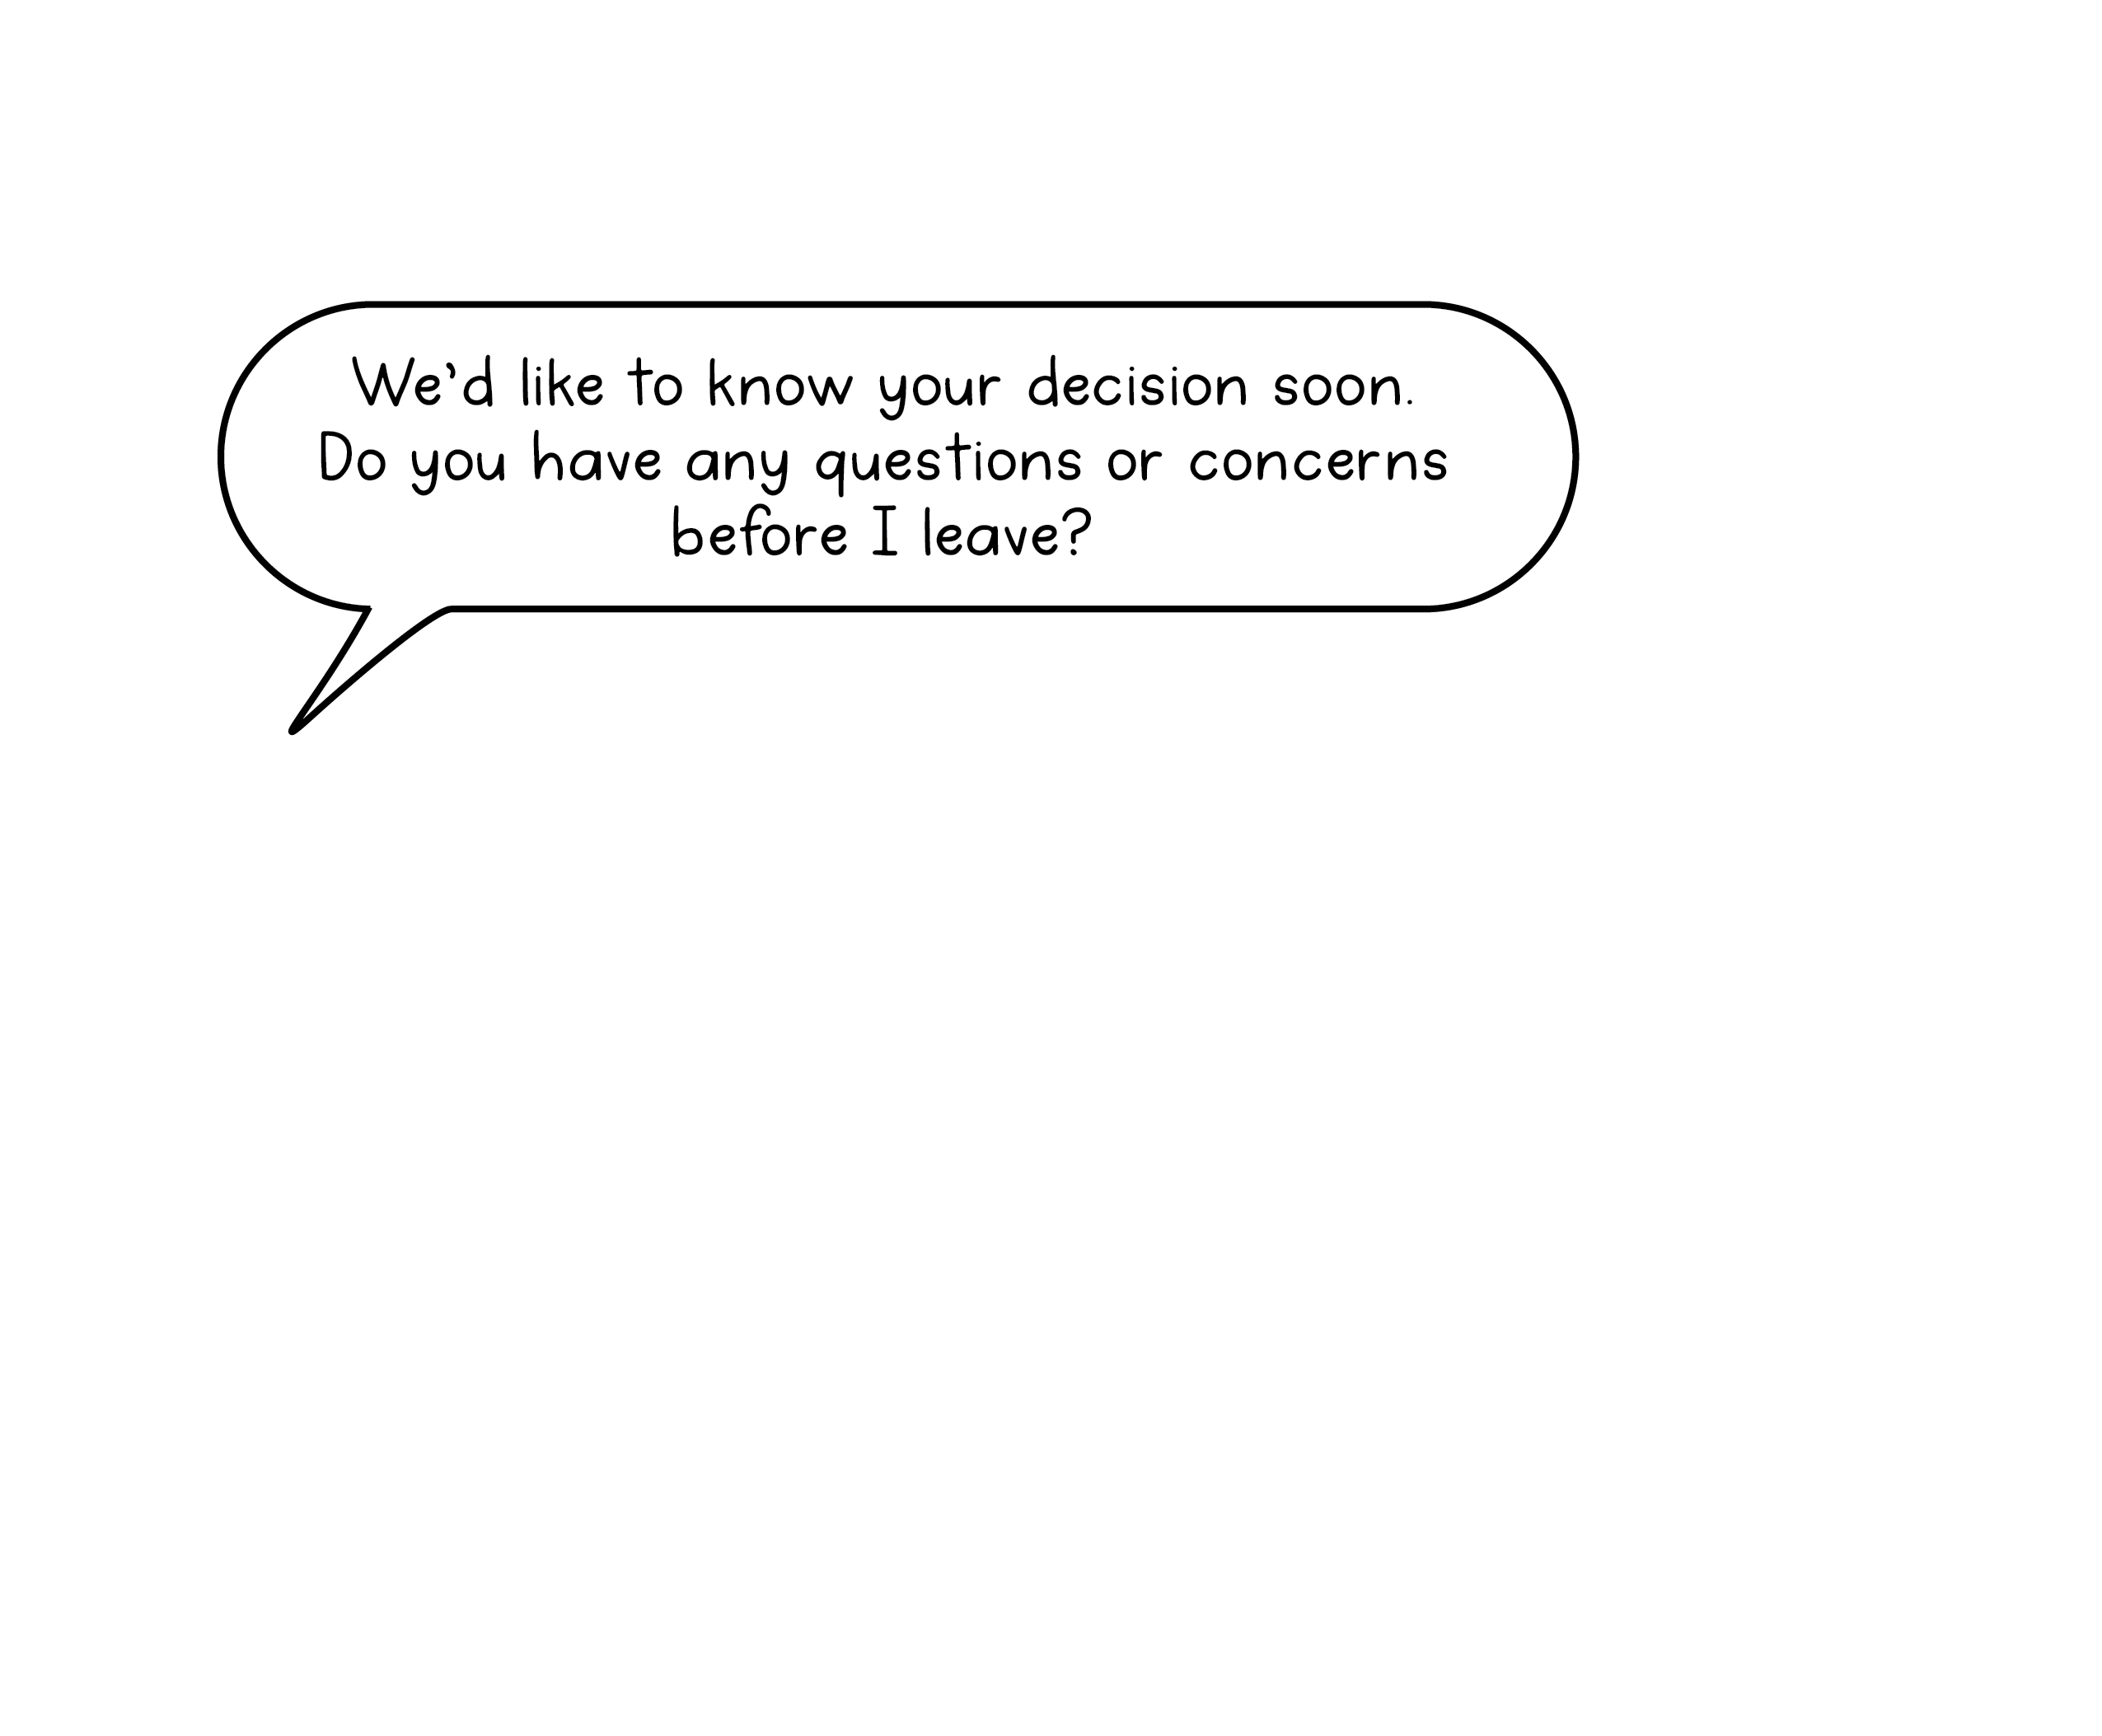 We'd like to know your decision soon.
Do you have any questions or concerns
before I leave?